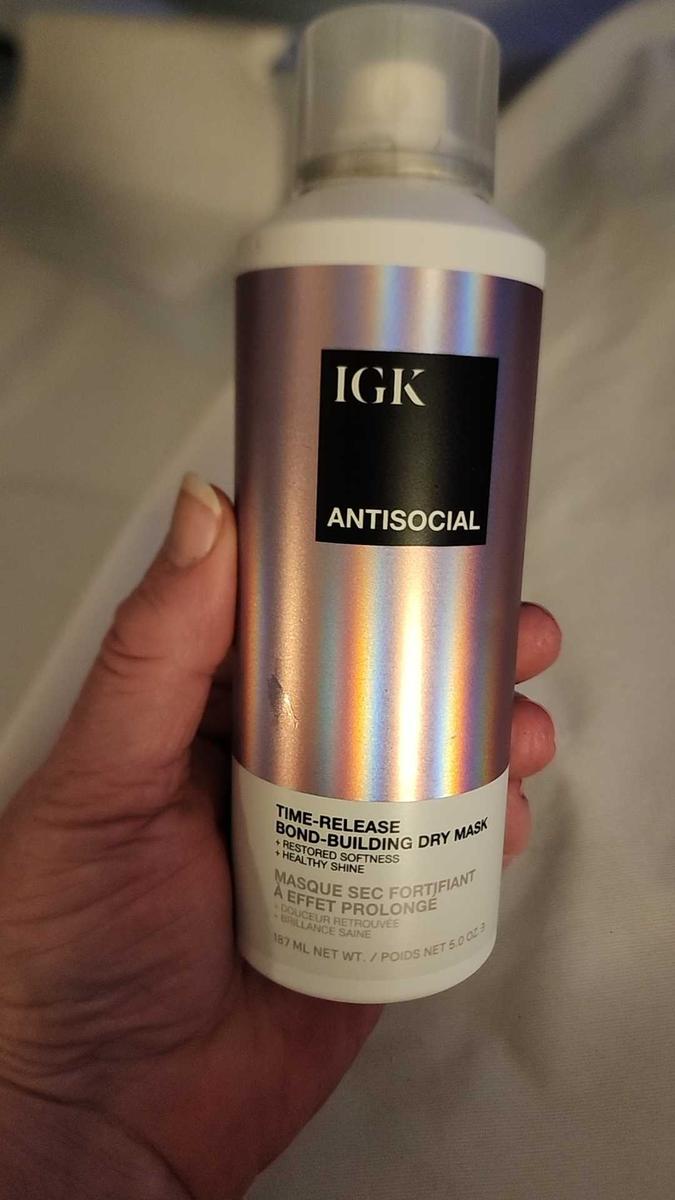 IGK
ANTISOCIAL
TIME-RELEASE
BOND-BUILDING DRY MASK
+ RESTORED SOFTNESS
+ HEALTHY SHINE
MASQUE SEC FORTIFIANT
À EFFET PROLONGÉ
+ DOUCEUR RETROUVÉE
+ BRILLANCE SAINE
187 ML NET WT. / POIDS NET 5.0 OZ